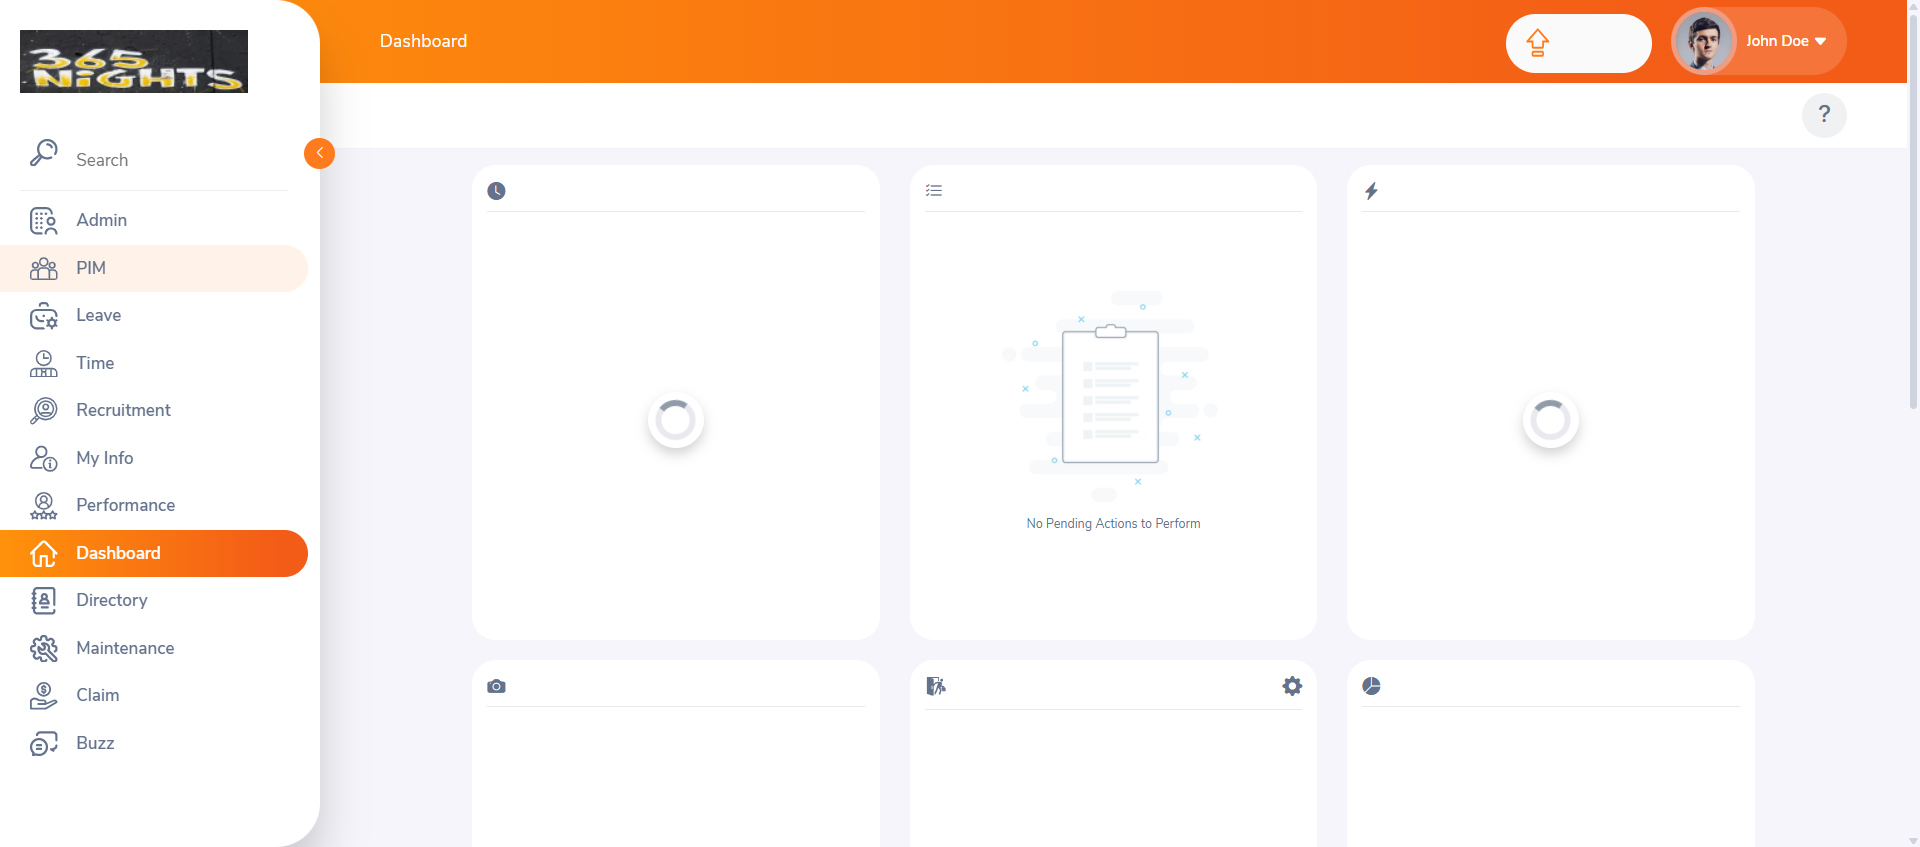 365
NiGHTS
Dashboard
John Doe
?
Search
Admin
PIM
Leave
Time
Recruitment
My Info
Performance
Dashboard
Directory
Maintenance
Claim
Buzz
No Pending Actions to Perform